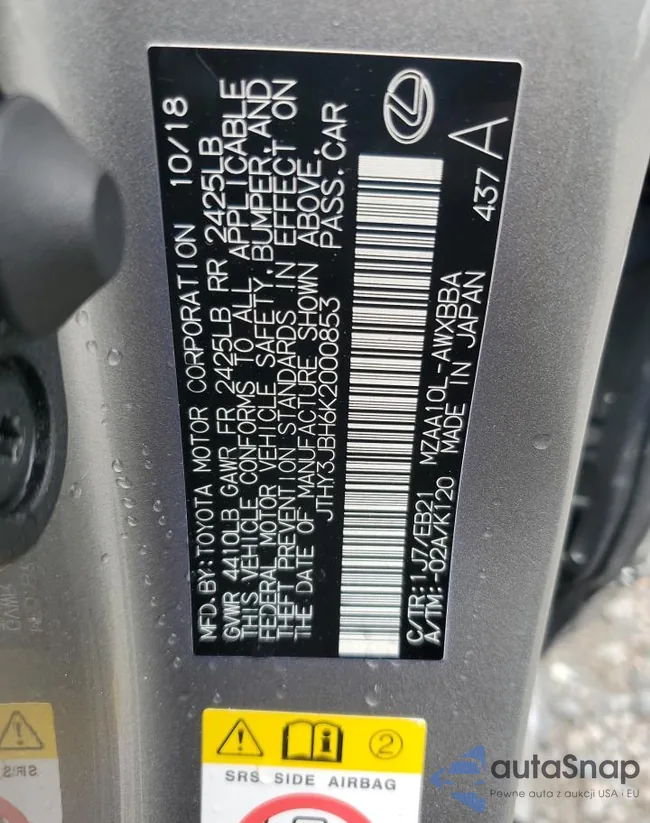 MFD.BY:TOYOTA MOTOR CORPORATION 10/18
GVWR 4410LB GAWR FR 2425LB RR 2425LB
THIS VEHICLE CONFORMS TO ALL APPLICABLE
FEDERAL MOTOR VEHICLE SAFETY,BUMPER,AND
THEFT PREVENTION STANDARDS IN EFFECT ON
THE DATE OF MANUFACTURE SHOWN ABOVE.
JTHY3JBH6K2000853 PASS.CAR
C/TR:1J7/EB21 MZAA10L-AWXBBA
A/TM:-02A/K120 MADE IN JAPAN
437 A
2
SRS SIDE AIRBAG
autaSnap
Pewne auta z aukcji USA i EU